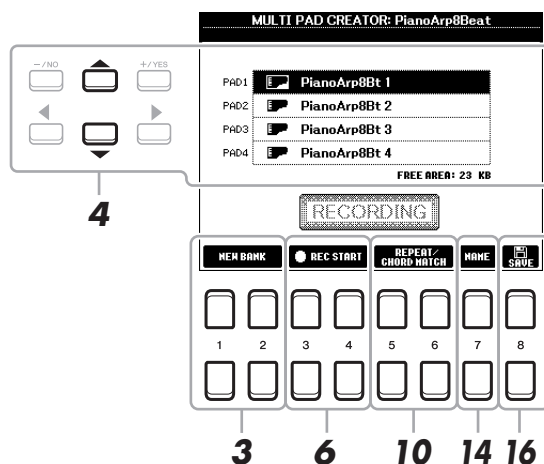 MULTI PAD CREATOR: PianoArp8Beat
-/NO
+/YES
PAD1 PianoArp8Bt 1
PAD2 PianoArp8Bt 2
PAD3 PianoArp8Bt 3
PAD4 PianoArp8Bt 4
FREE AREA: 23 KB
4
RECORDING
NEW BANK
REC START
REPEAT/
CHORD MATCH
NAME
SAVE
1 2 3 4 5 6 7 8
3 6 10 14 16